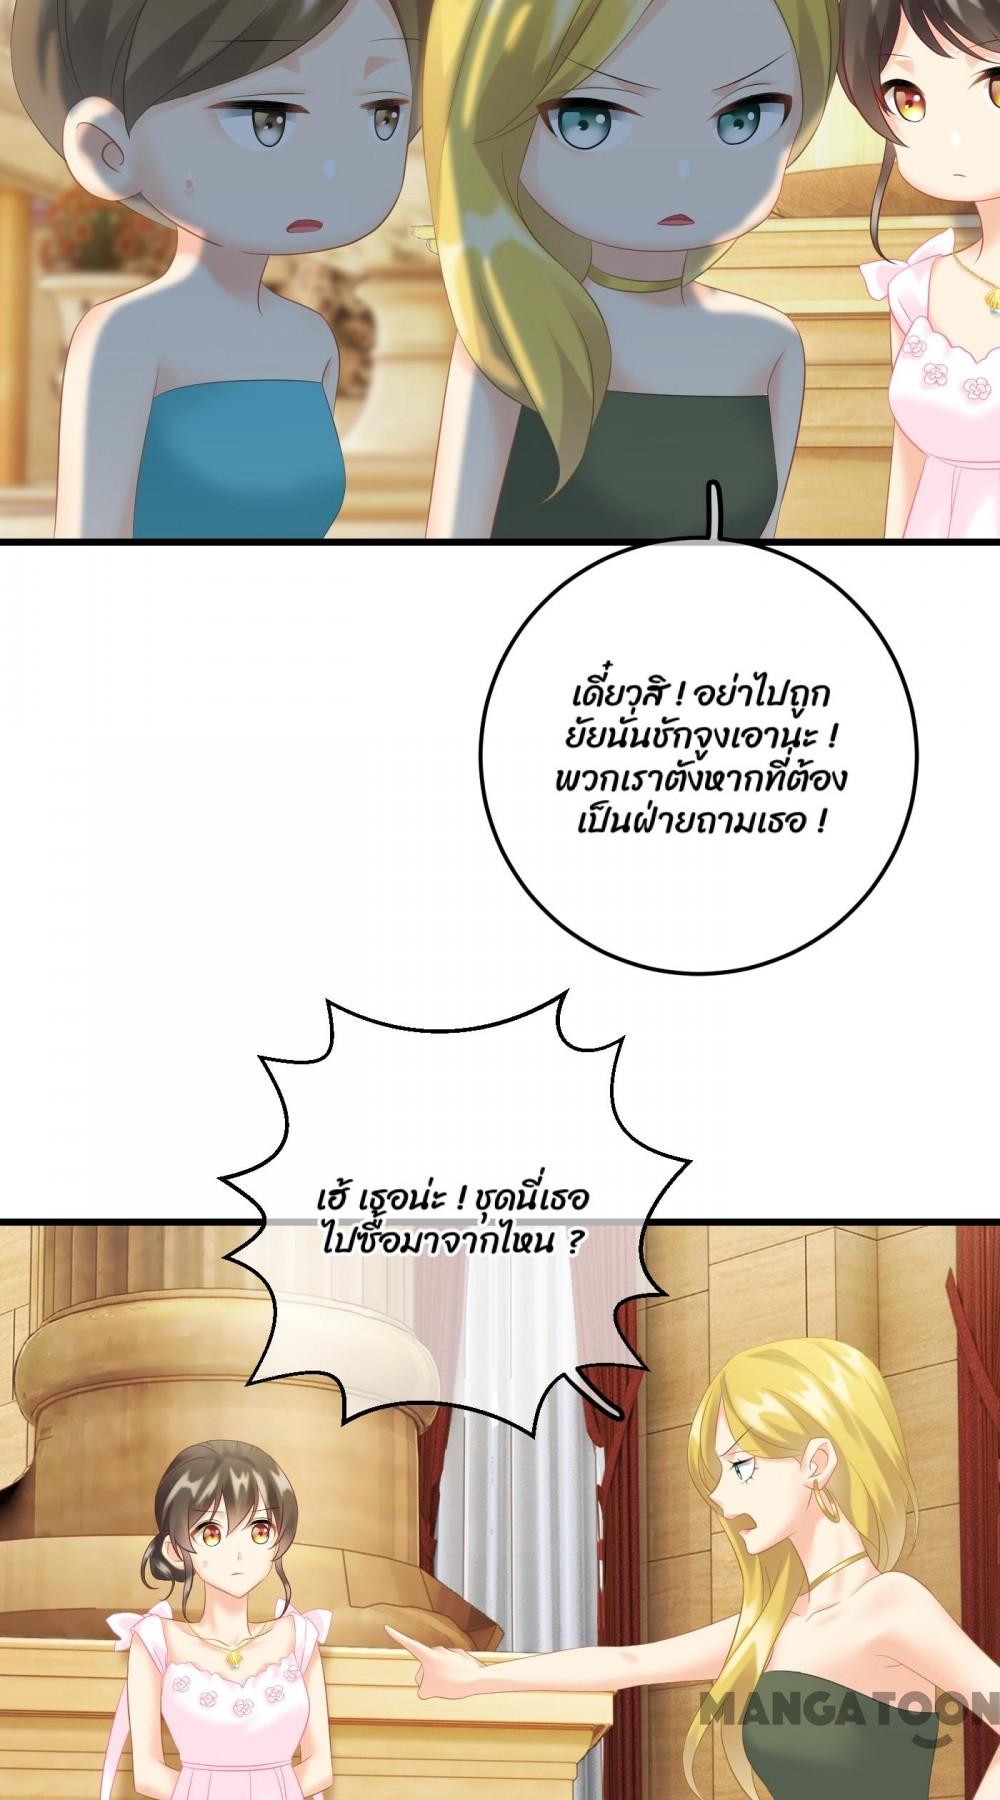 เดี๋ยวสิ ! อย่าไปถูก
ยัยนั่นชักจูงเอานะ !
พวกเราตังหากที่ต้อง
เป็นฝ่ายถามเธอ !
เฮ้ เธอน่ะ ! ชุดนี่เธอ
ไปซื้อมาจากไหน ?
MANGATOON